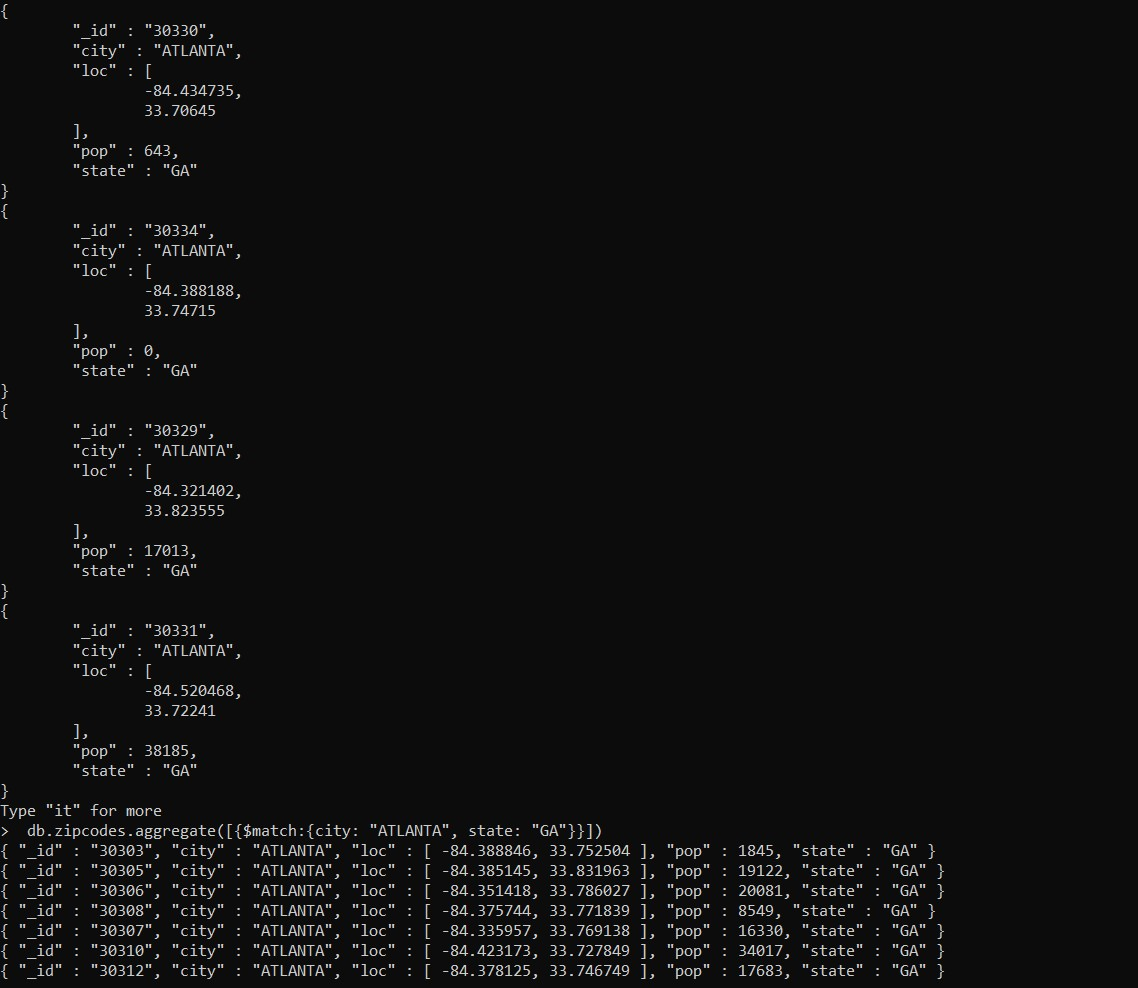 {
        "_id" : "30330",
        "city" : "ATLANTA",
        "loc" : [
                -84.434735,
                33.70645
        ],
        "pop" : 643,
        "state" : "GA"
}
{
        "_id" : "30334",
        "city" : "ATLANTA",
        "loc" : [
                -84.388188,
                33.74715
        ],
        "pop" : 0,
        "state" : "GA"
}
{
        "_id" : "30329",
        "city" : "ATLANTA",
        "loc" : [
                -84.321402,
                33.823555
        ],
        "pop" : 17013,
        "state" : "GA"
}
{
        "_id" : "30331",
        "city" : "ATLANTA",
        "loc" : [
                -84.520468,
                33.72241
        ],
        "pop" : 38185,
        "state" : "GA"
}
Type "it" for more
>  db.zipcodes.aggregate([{$match:{city: "ATLANTA", state: "GA"}}])
{ "_id" : "30303", "city" : "ATLANTA", "loc" : [ -84.388846, 33.752504 ], "pop" : 1845, "state" : "GA" }
{ "_id" : "30305", "city" : "ATLANTA", "loc" : [ -84.385145, 33.831963 ], "pop" : 19122, "state" : "GA" }
{ "_id" : "30306", "city" : "ATLANTA", "loc" : [ -84.351418, 33.786027 ], "pop" : 20081, "state" : "GA" }
{ "_id" : "30308", "city" : "ATLANTA", "loc" : [ -84.375744, 33.771839 ], "pop" : 8549, "state" : "GA" }
{ "_id" : "30307", "city" : "ATLANTA", "loc" : [ -84.335957, 33.769138 ], "pop" : 16330, "state" : "GA" }
{ "_id" : "30310", "city" : "ATLANTA", "loc" : [ -84.423173, 33.727849 ], "pop" : 34017, "state" : "GA" }
{ "_id" : "30312", "city" : "ATLANTA", "loc" : [ -84.378125, 33.746749 ], "pop" : 17683, "state" : "GA" }